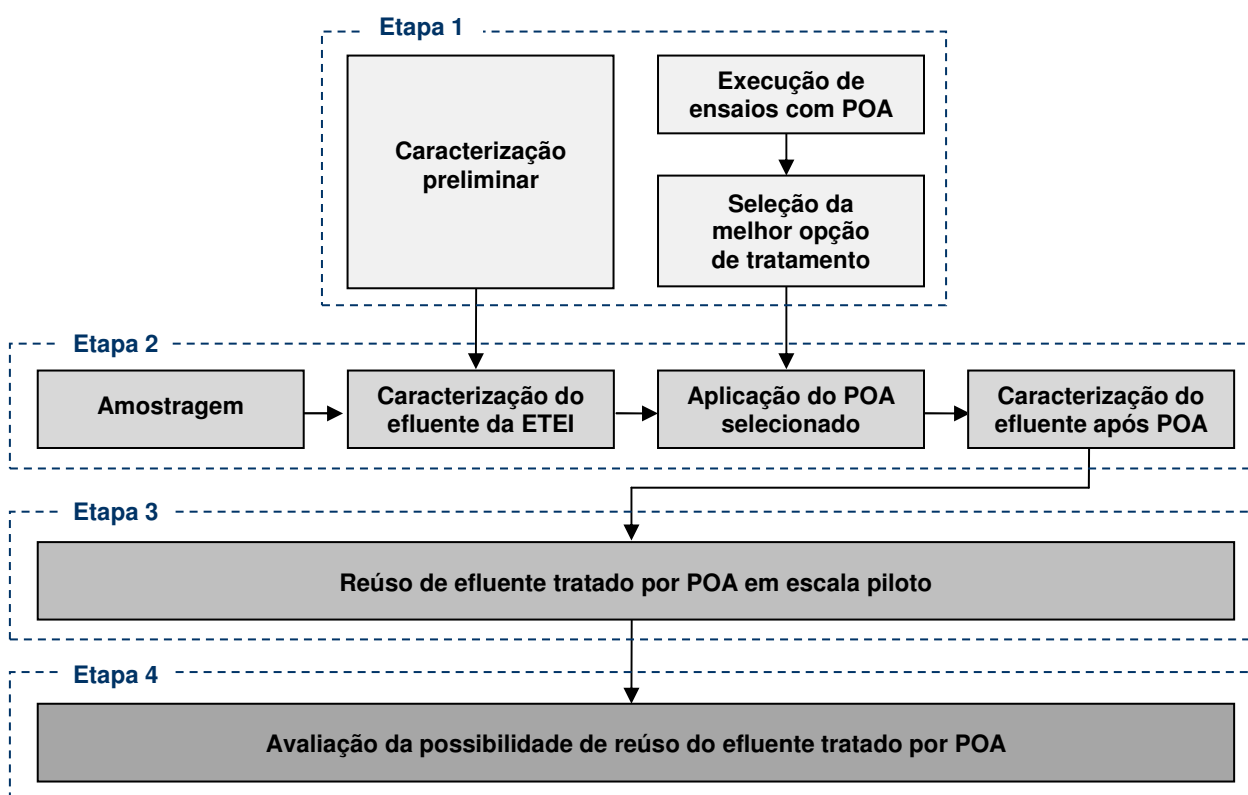 Etapa 1
Caracterização
preliminar
Execução de
ensaios com POA
Seleção da
melhor opção
de tratamento
Etapa 2
Amostragem
Caracterização do
efluente da ETEI
Aplicação do POA
selecionado
Caracterização do
efluente após POA
Etapa 3
Reúso de efluente tratado por POA em escala piloto
Etapa 4
Avaliação da possibilidade de reúso do efluente tratado por POA